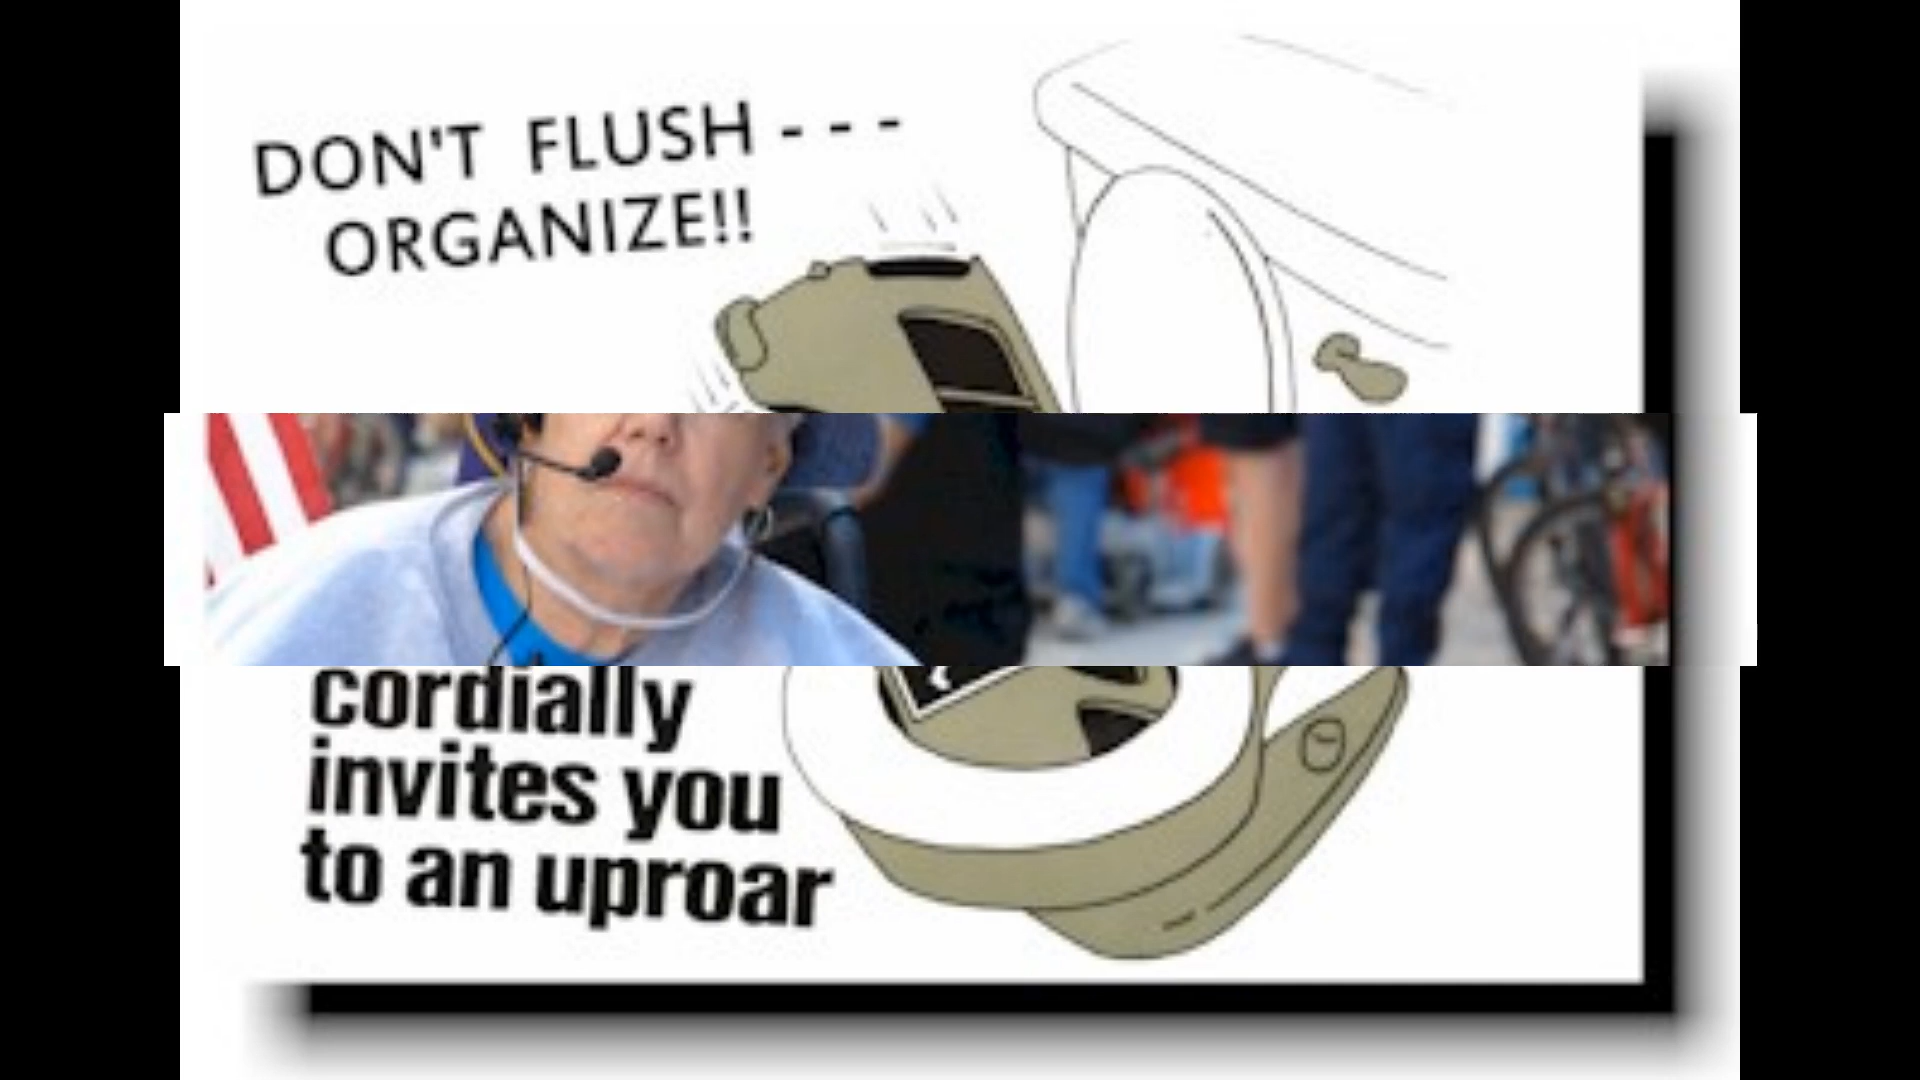 DON'T FLUSH - - -
ORGANIZE!!
cordially
invites you
to an uproar